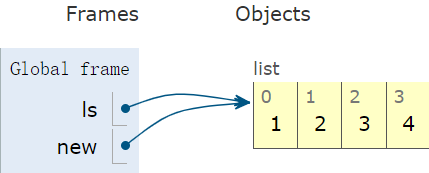 Frames Objects
Global frame
ls
new
list
0 1 2 3
1 2 3 4